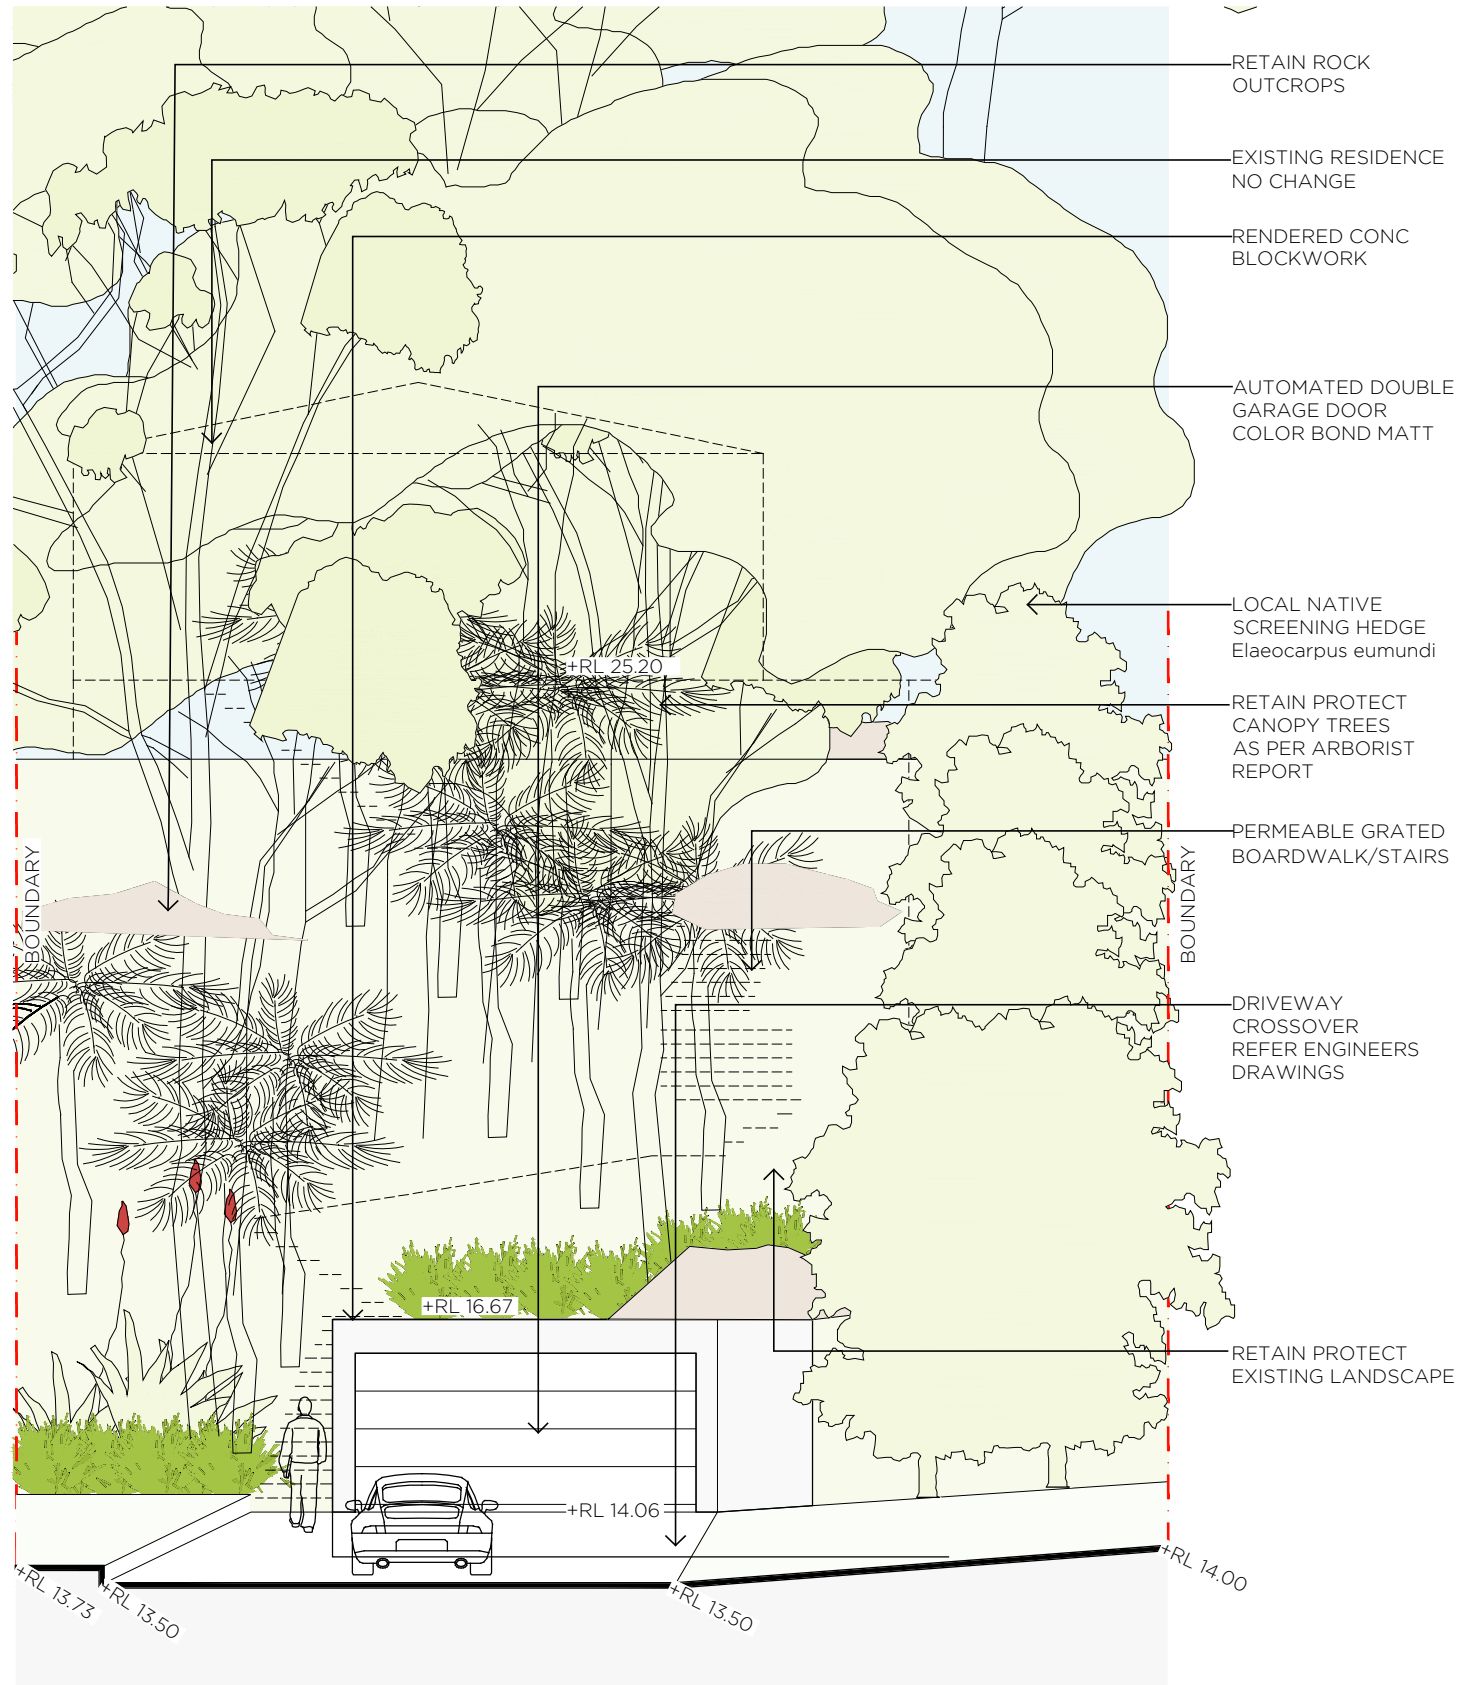 RETAIN ROCK
OUTCROPS
EXISTING RESIDENCE
NO CHANGE
RENDERED CONC
BLOCKWORK
AUTOMATED DOUBLE
GARAGE DOOR
COLOR BOND MATT
LOCAL NATIVE
SCREENING HEDGE
Elaeocarpus eumundi
+RL 25.20
RETAIN PROTECT
CANOPY TREES
AS PER ARBORIST
REPORT
PERMEABLE GRATED
BOARDWALK/STAIRS
BOUNDARY
BOUNDARY
DRIVEWAY
CROSSOVER
REFER ENGINEERS
DRAWINGS
+RL 16.67
RETAIN PROTECT
EXISTING LANDSCAPE
+RL 14.06
+RL 13.73
+RL 13.50
+RL 13.50
+RL 14.00